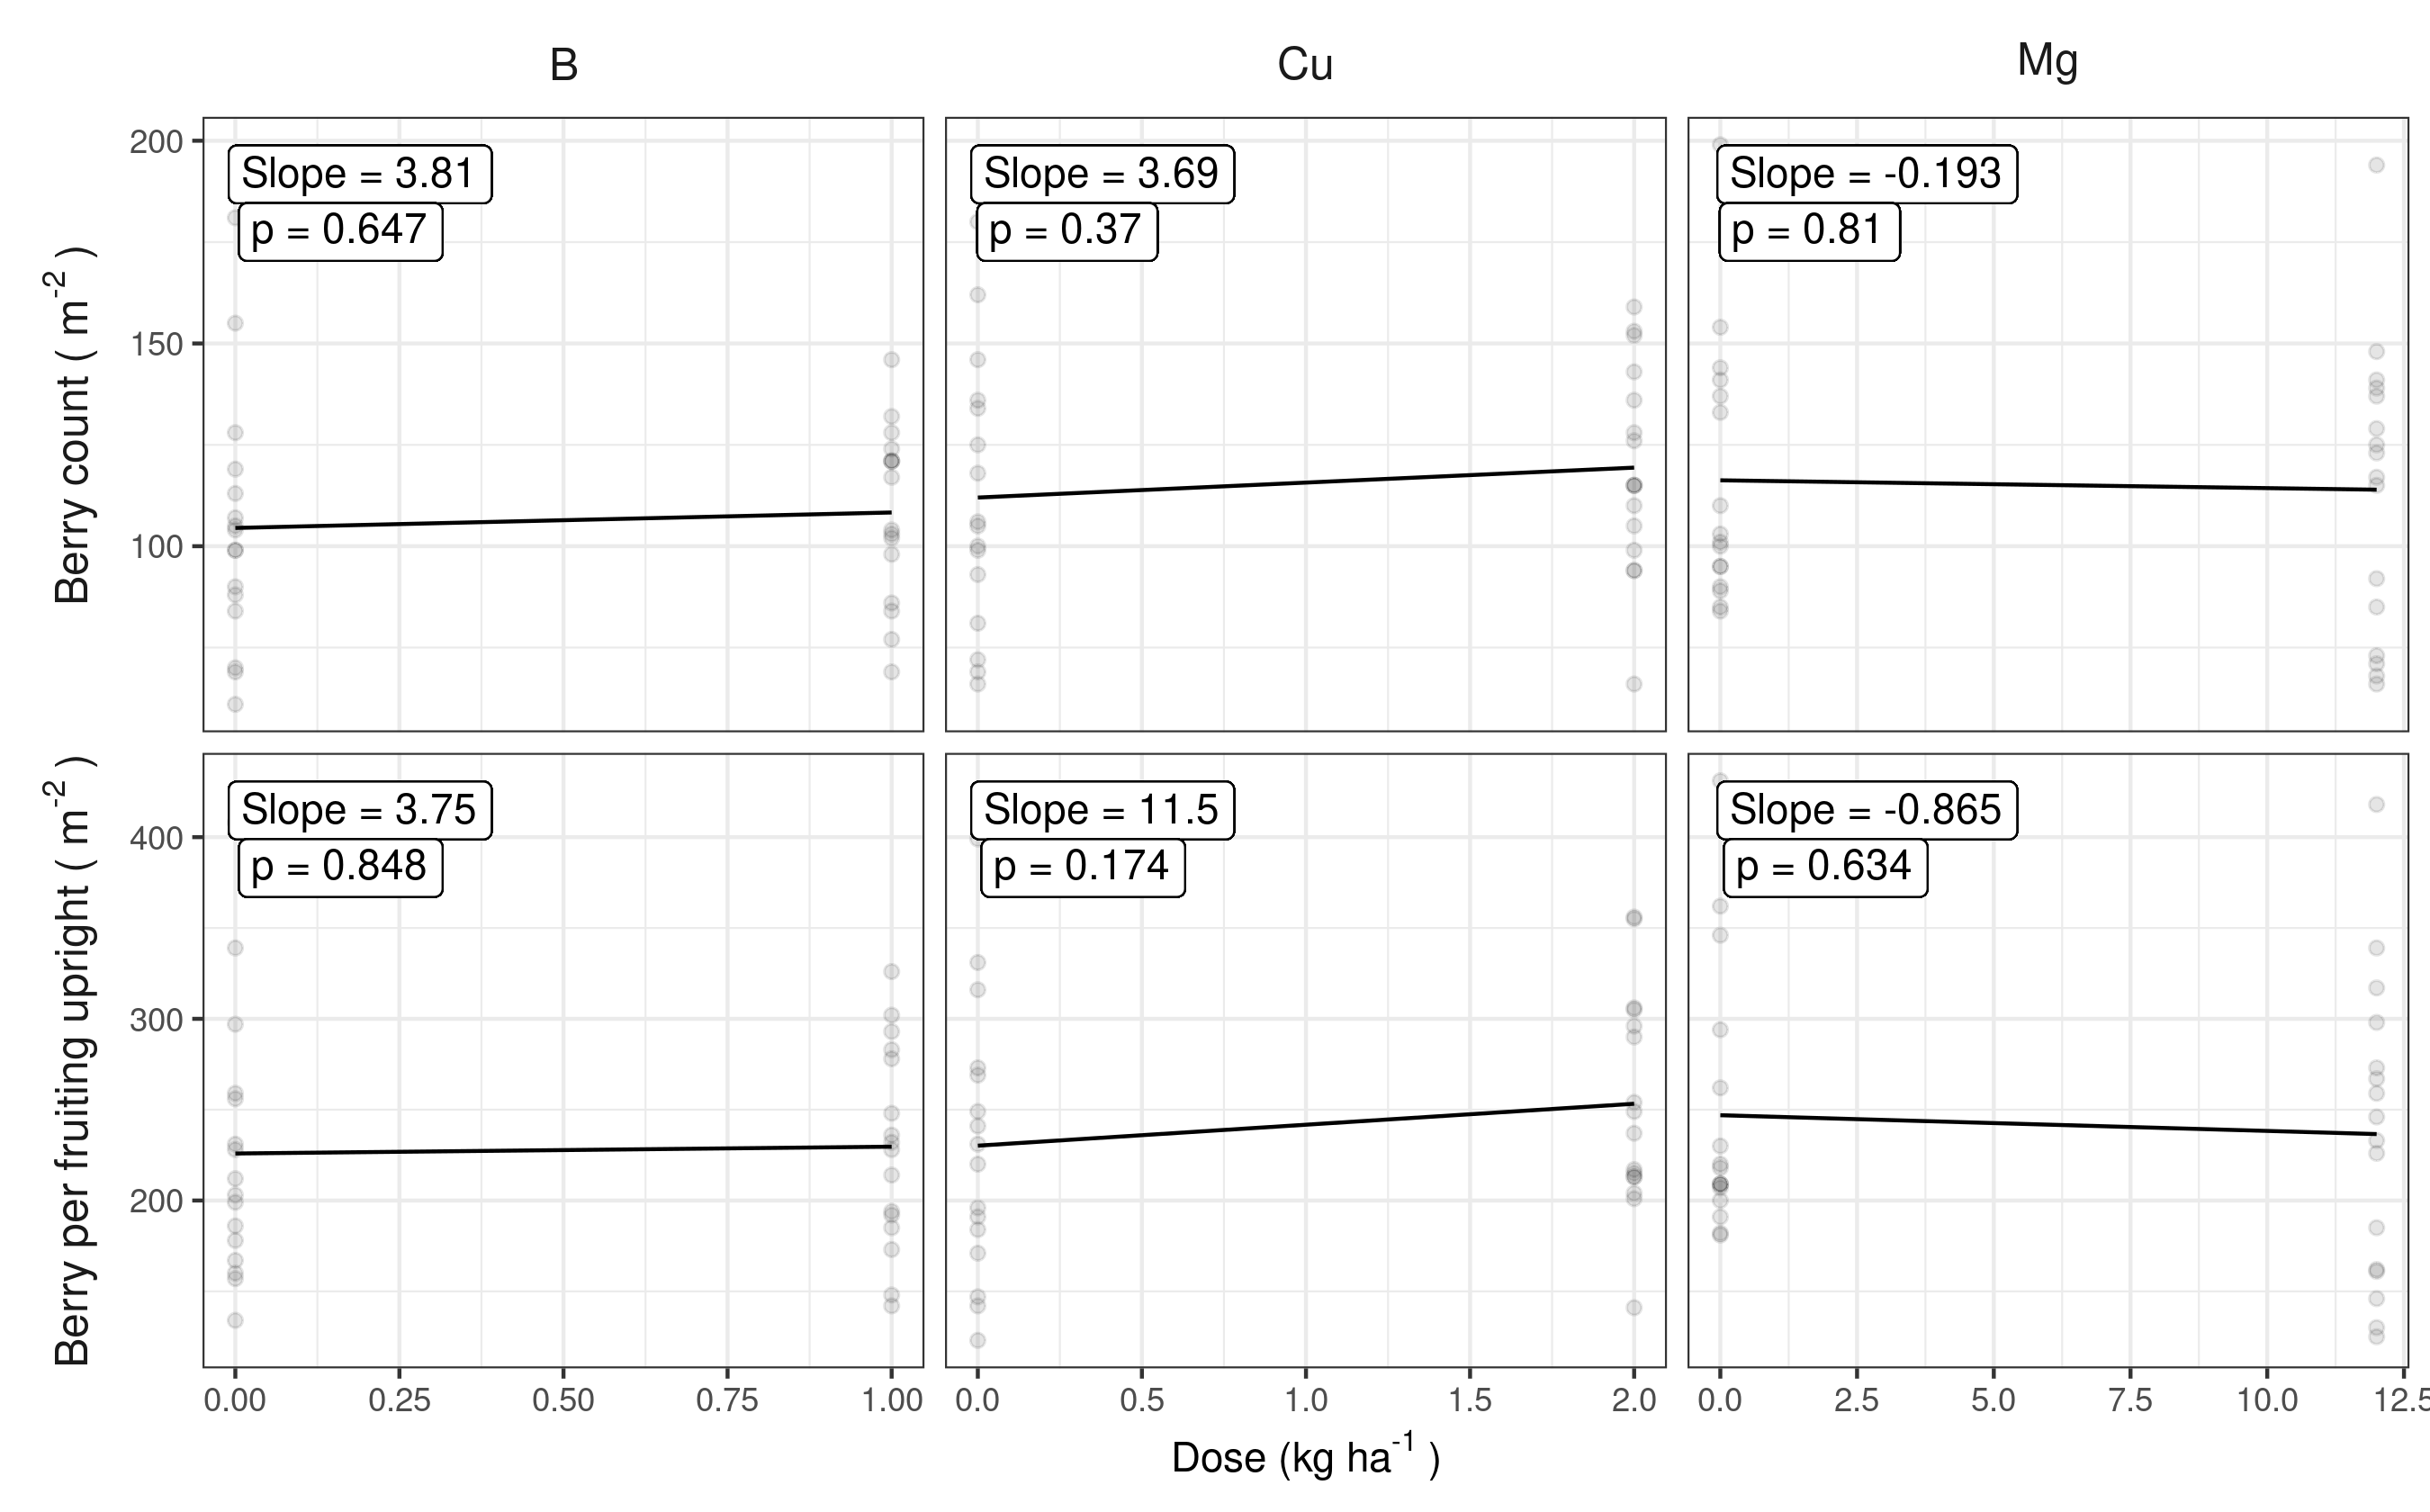 B
Cu
Mg
Berry count ( m-2 )
200
150
100
Slope = 3.81
p = 0.647
Slope = 3.69
p = 0.37
Slope = -0.193
p = 0.81
Berry per fruiting upright ( m-2 )
400
300
200
Slope = 3.75
p = 0.848
Slope = 11.5
p = 0.174
Slope = -0.865
p = 0.634
0.00 0.25 0.50 0.75 1.00
0.0 0.5 1.0 1.5 2.0
0.0 2.5 5.0 7.5 10.0 12.5
Dose (kg ha-1 )